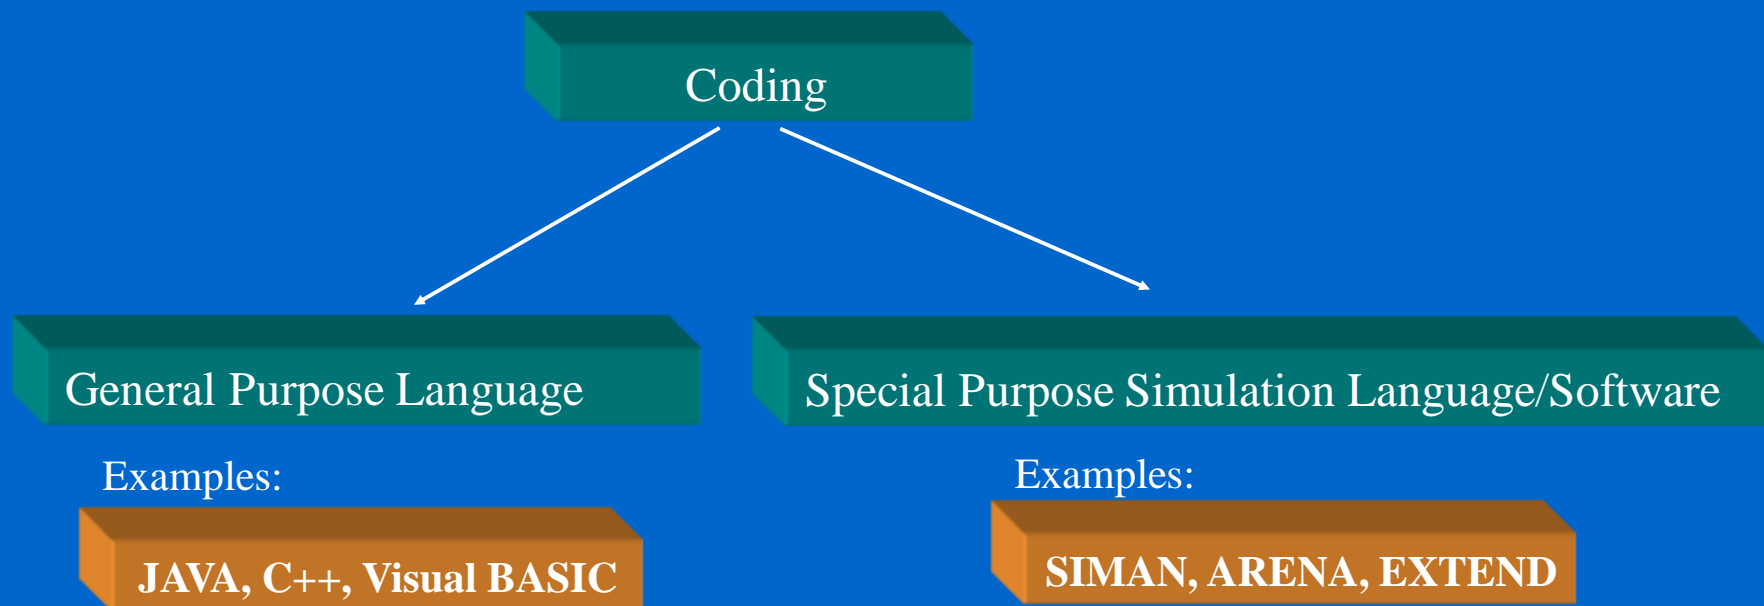 Coding
General Purpose Language
Special Purpose Simulation Language/Software
Examples:
Examples:
JAVA, C++, Visual BASIC
SIMAN, ARENA, EXTEND